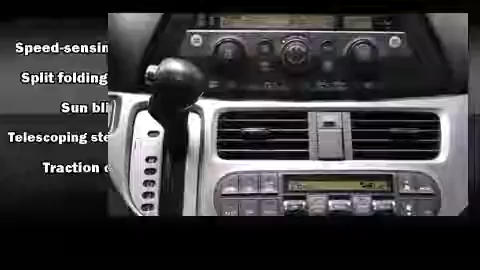 Speed-sensin
Split folding
Sun bli
Telescoping ste
Traction c